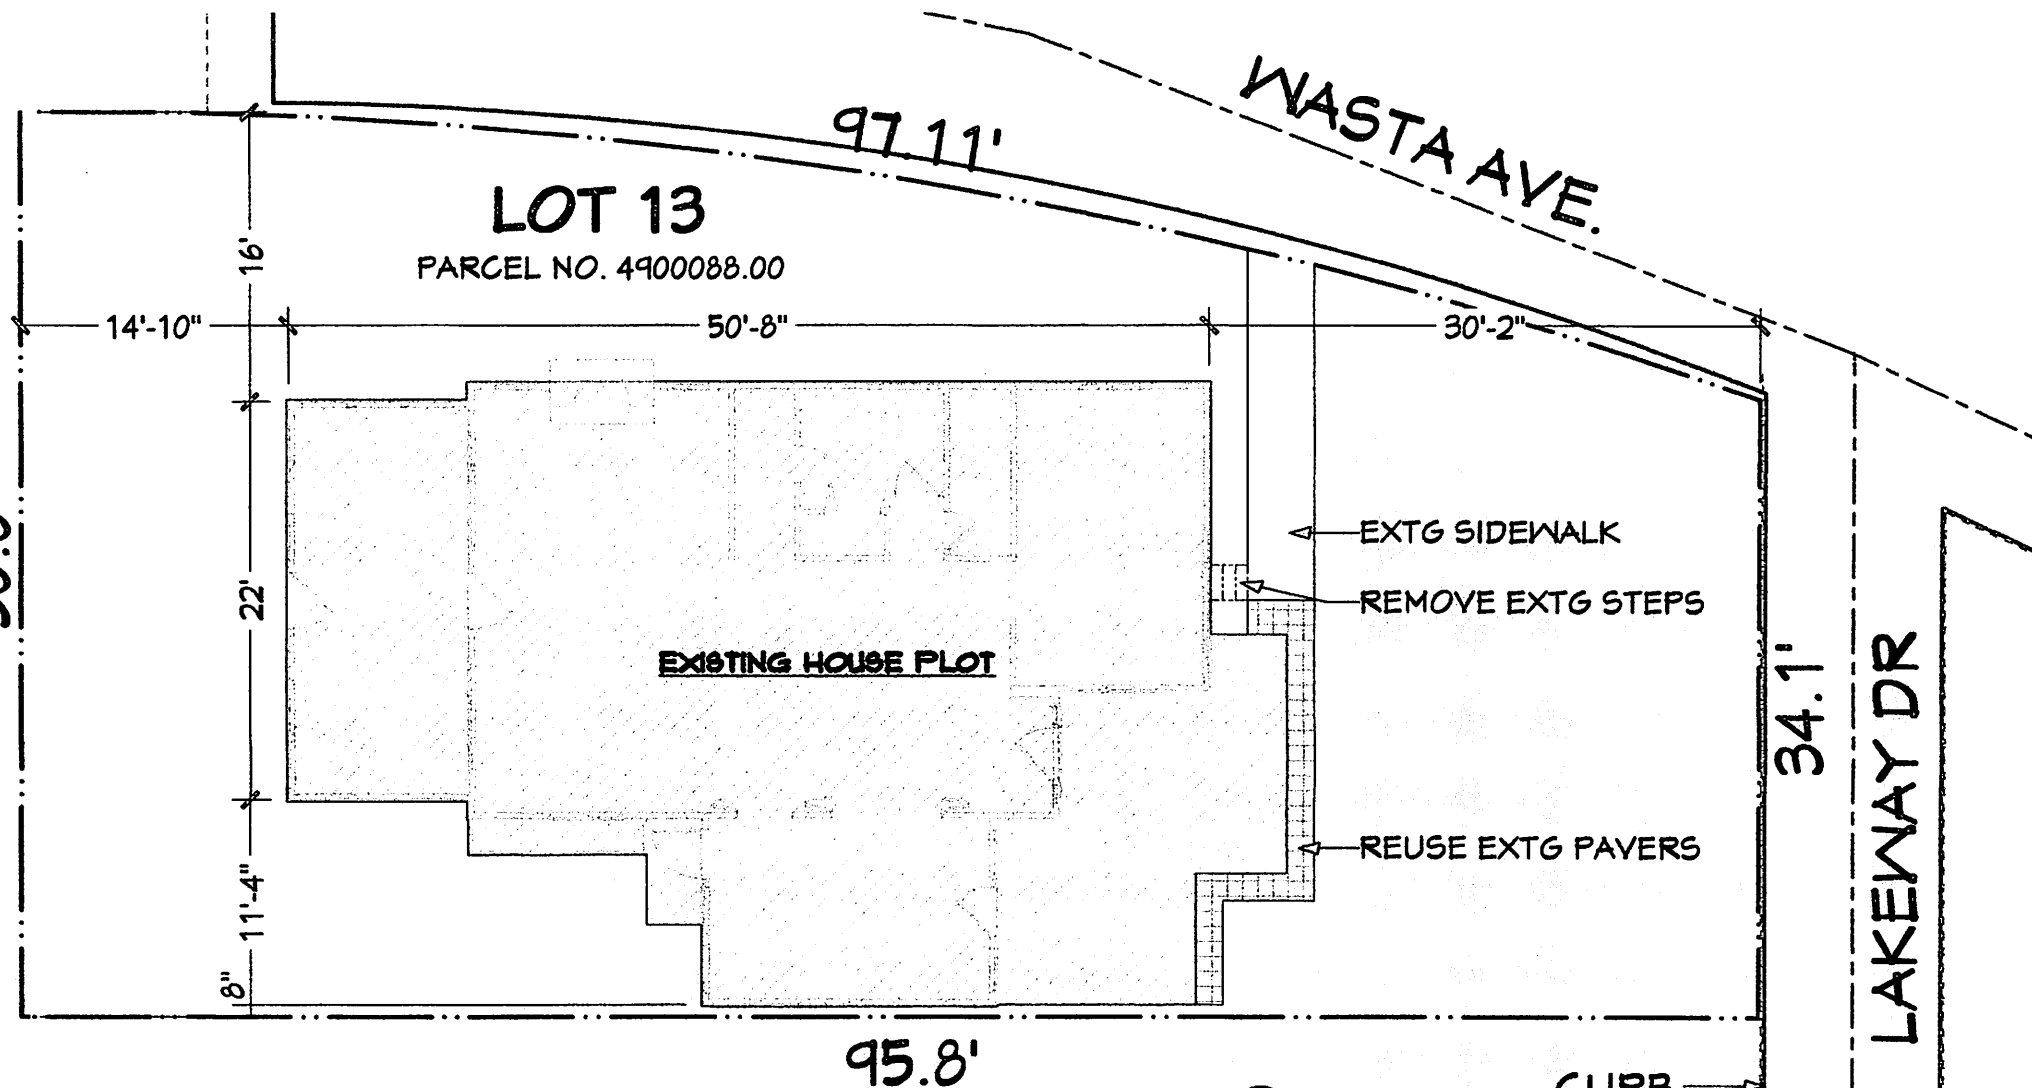 WASTA AVE.
97.11'
LOT 13
PARCEL NO. 4900088.00
16'
14'-10"
50'-8"
30'-2"
EXTG SIDEWALK
22'
REMOVE EXTG STEPS
EXISTING HOUSE PLOT
34.1'
LAKEWAY DR
REUSE EXTG PAVERS
11'-4"
8"
95.8'
CURB